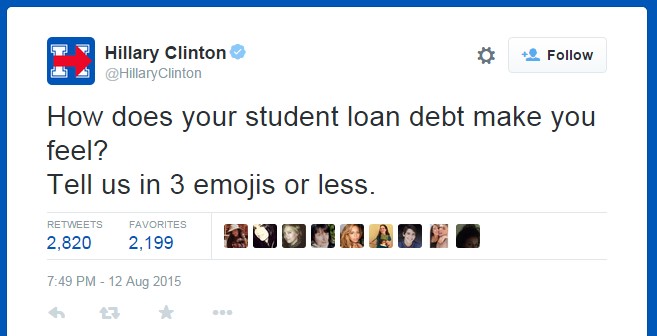 Hillary Clinton
@HillaryClinton
Follow
How does your student loan debt make you
feel?
Tell us in 3 emojis or less.
RETWEETS FAVORITES
2,820 2,199
7:49 PM - 12 Aug 2015